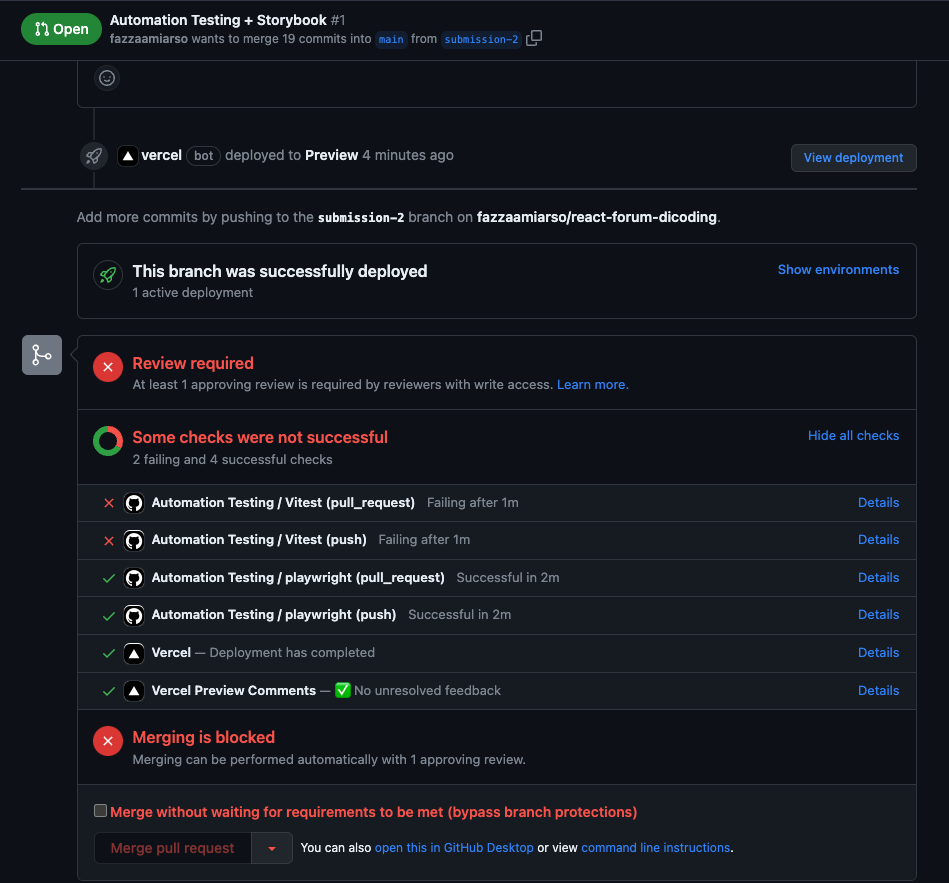 Open
Automation Testing + Storybook #1
fazzaamiarso wants to merge 19 commits into main from submission-2
vercel bot deployed to Preview 4 minutes ago
View deployment
Add more commits by pushing to the submission-2 branch on fazzaamiarso/react-forum-dicoding.
This branch was successfully deployed
Show environments
1 active deployment
Review required
At least 1 approving review is required by reviewers with write access. Learn more.
Some checks were not successful
Hide all checks
2 failing and 4 successful checks
Automation Testing / Vitest (pull_request) Failing after 1m Details
Automation Testing / Vitest (push) Failing after 1m Details
Automation Testing / playwright (pull_request) Successful in 2m Details
Automation Testing / playwright (push) Successful in 2m Details
Vercel — Deployment has completed Details
Vercel Preview Comments — ✅ No unresolved feedback Details
Merging is blocked
Merging can be performed automatically with 1 approving review.
Merge without waiting for requirements to be met (bypass branch protections)
Merge pull request You can also open this in GitHub Desktop or view command line instructions.